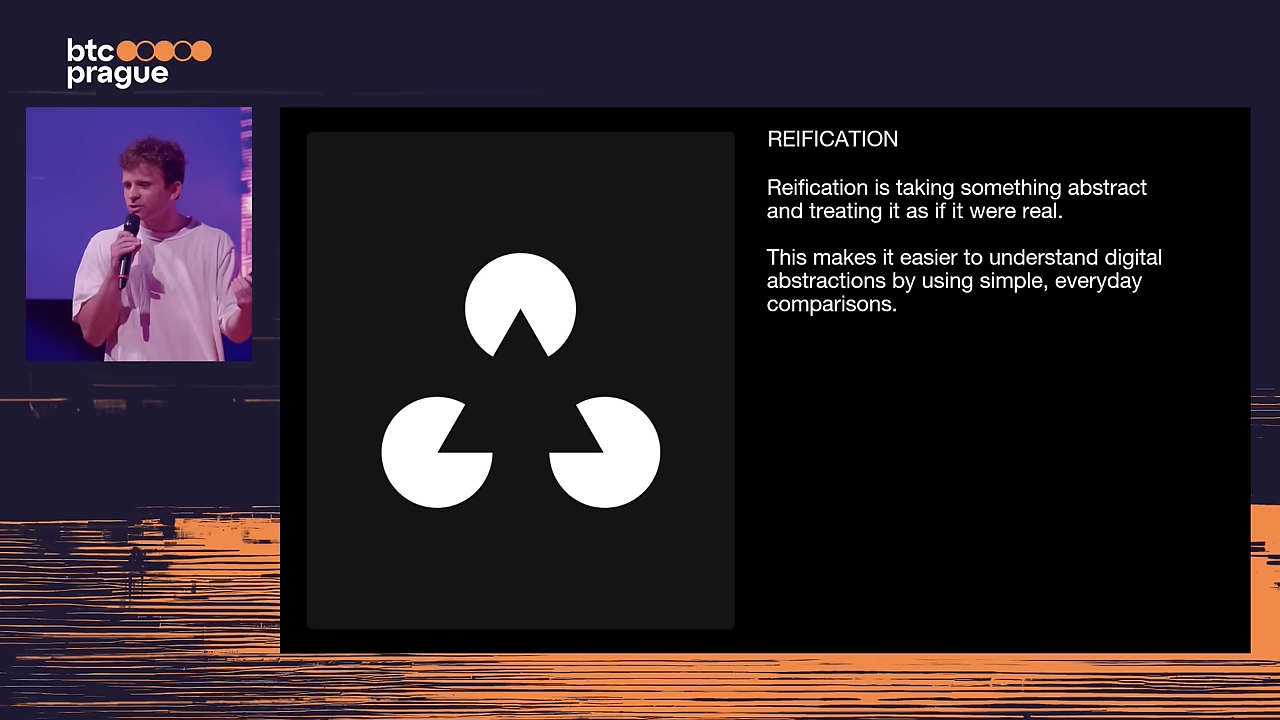 btc
prague
REIFICATION
Reification is taking something abstract
and treating it as if it were real.
This makes it easier to understand digital
abstractions by using simple, everyday
comparisons.